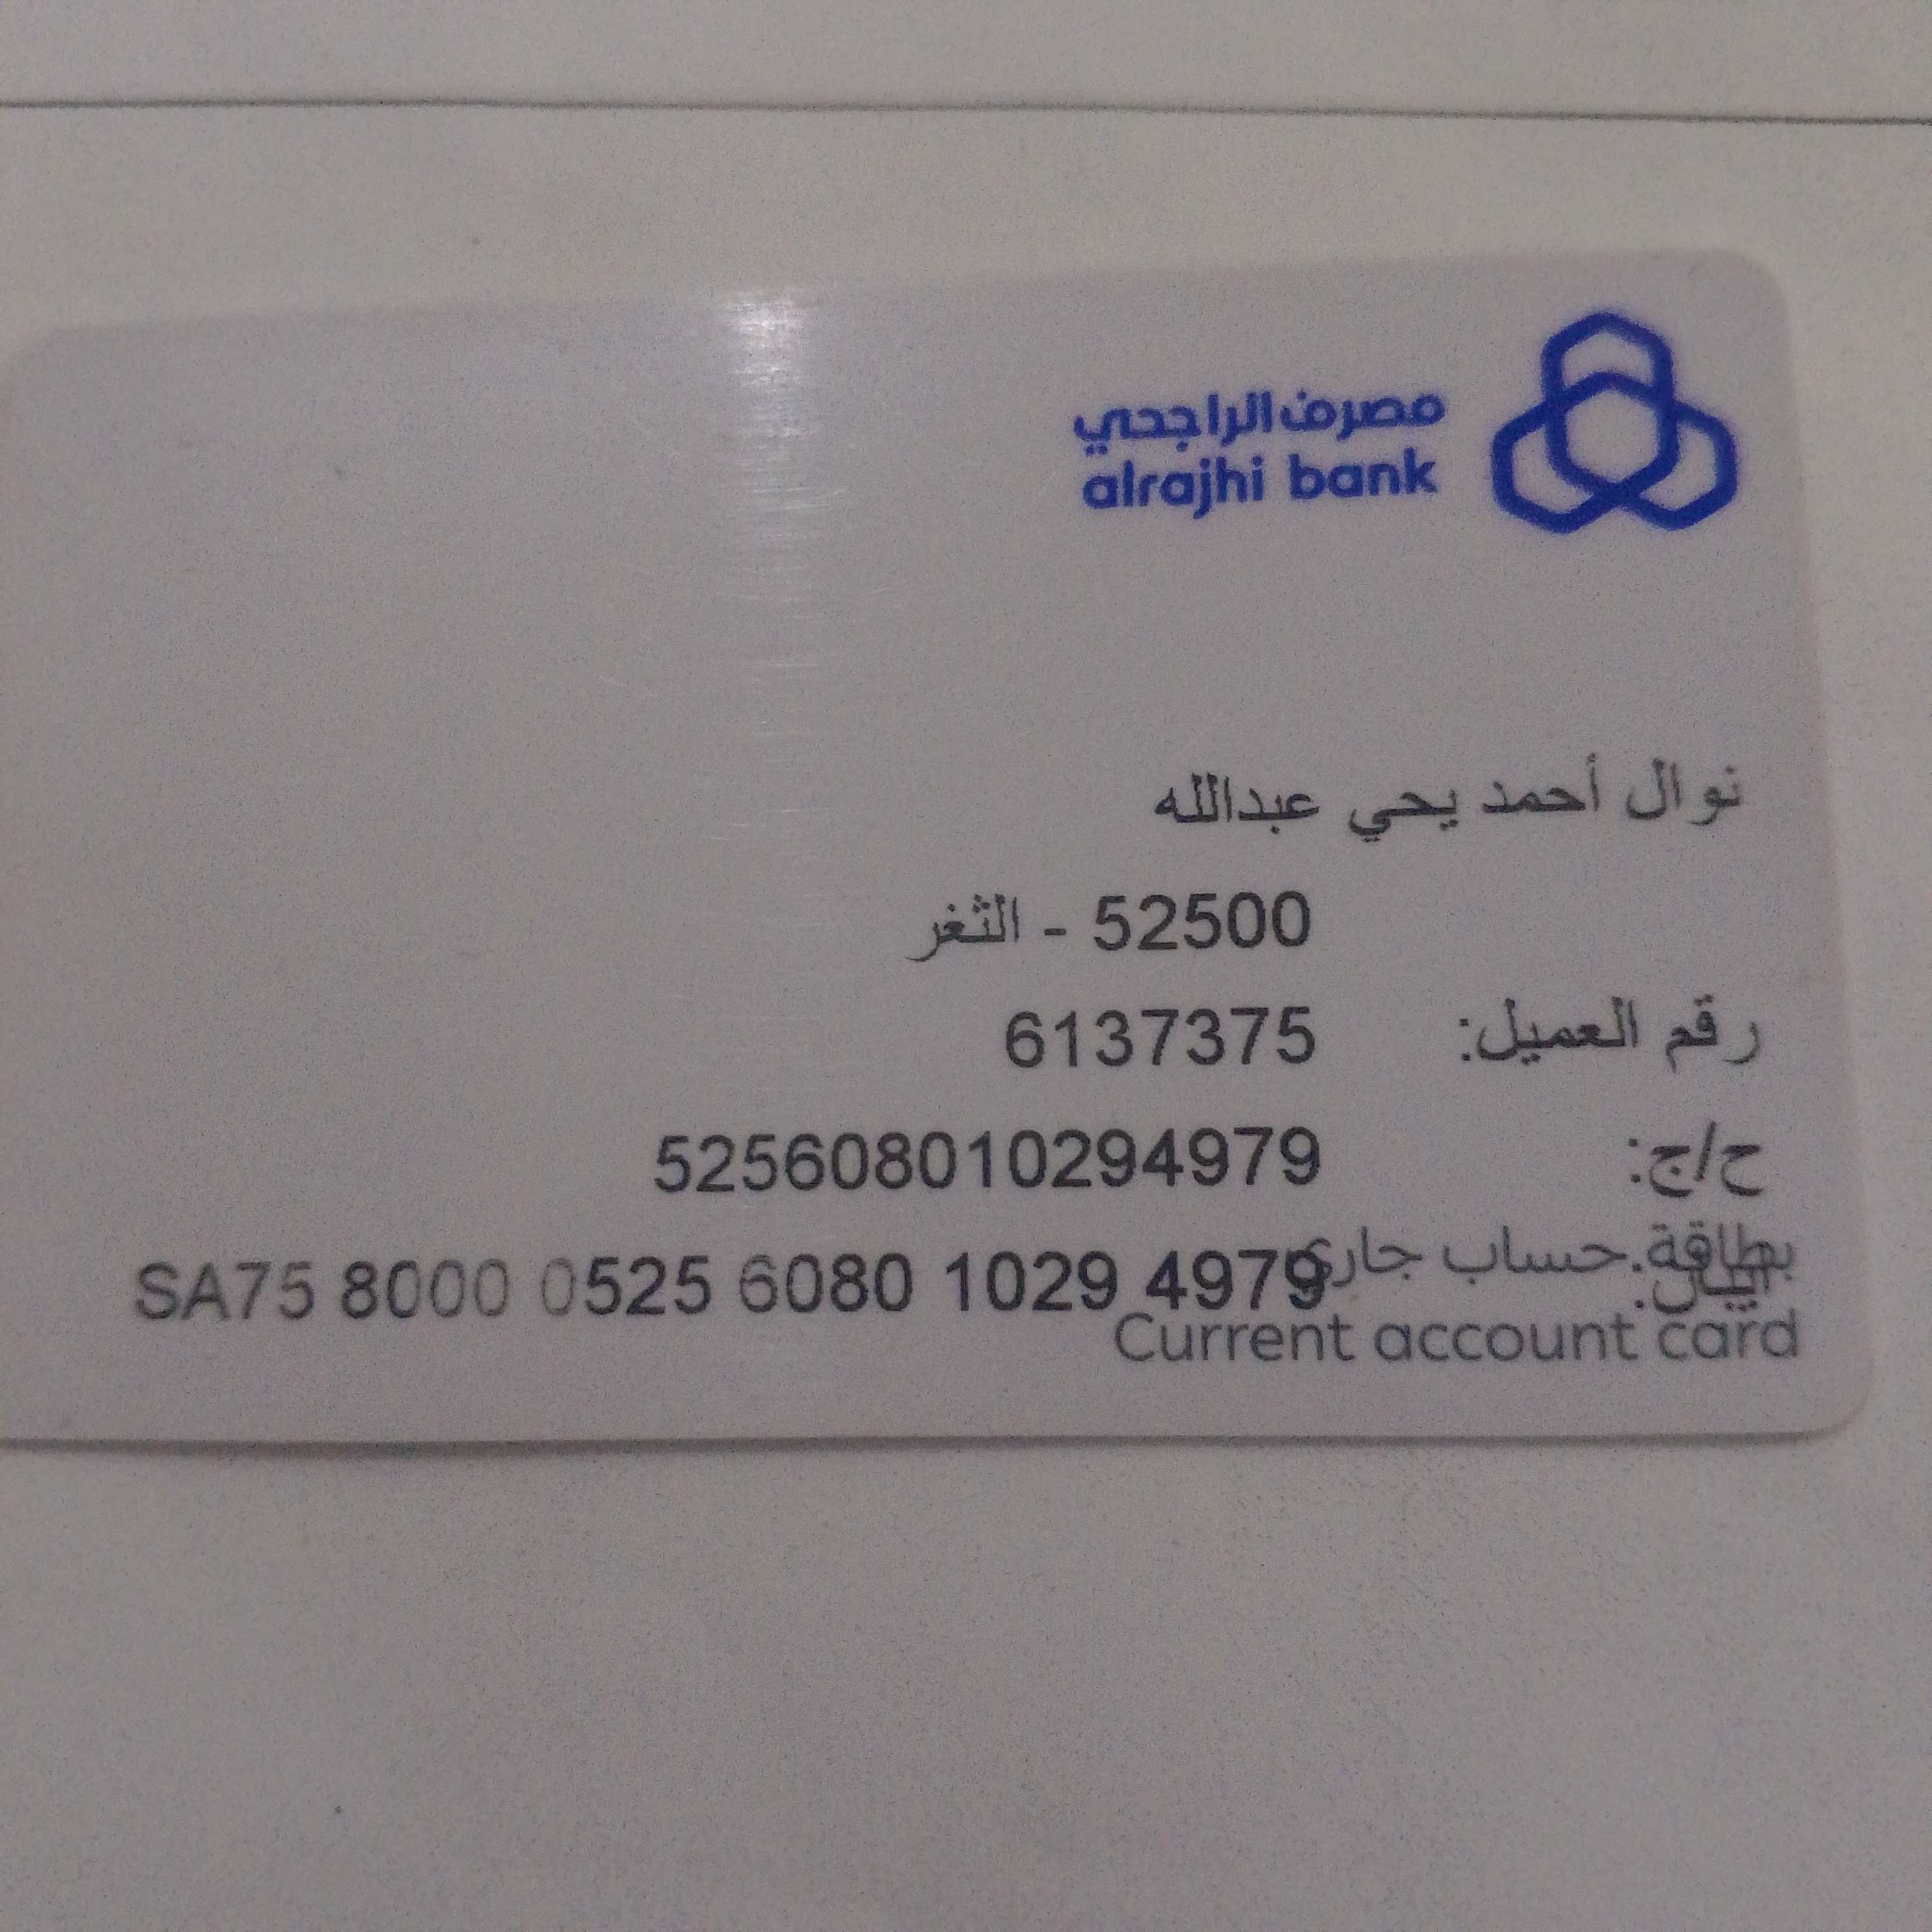 مصرف الراجحي
alrajhi bank
نوال أحمد يحي عبدالله
52500 - الثغر
رقم العميل: 6137375
ح/ج: 525608010294979
بطاقة حساب جاري
آيبان: SA75 8000 0525 6080 1029 4979
Current account card